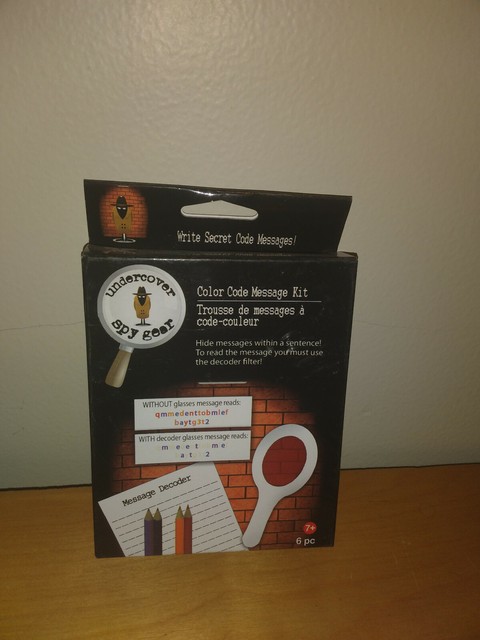 Write Secret Code Messages!
undercover
spy gear
Color Code Message Kit
Trousse de messages à
code-couleur
Hide messages within a sentence!
To read the message you must use
the decoder filter!
WITHOUT glasses message reads:
qmmedenttobmlef
baytg3t2
WITH decoder glasses message reads:
m e e t m e
a t 2
Message Decoder
7+
6 pc